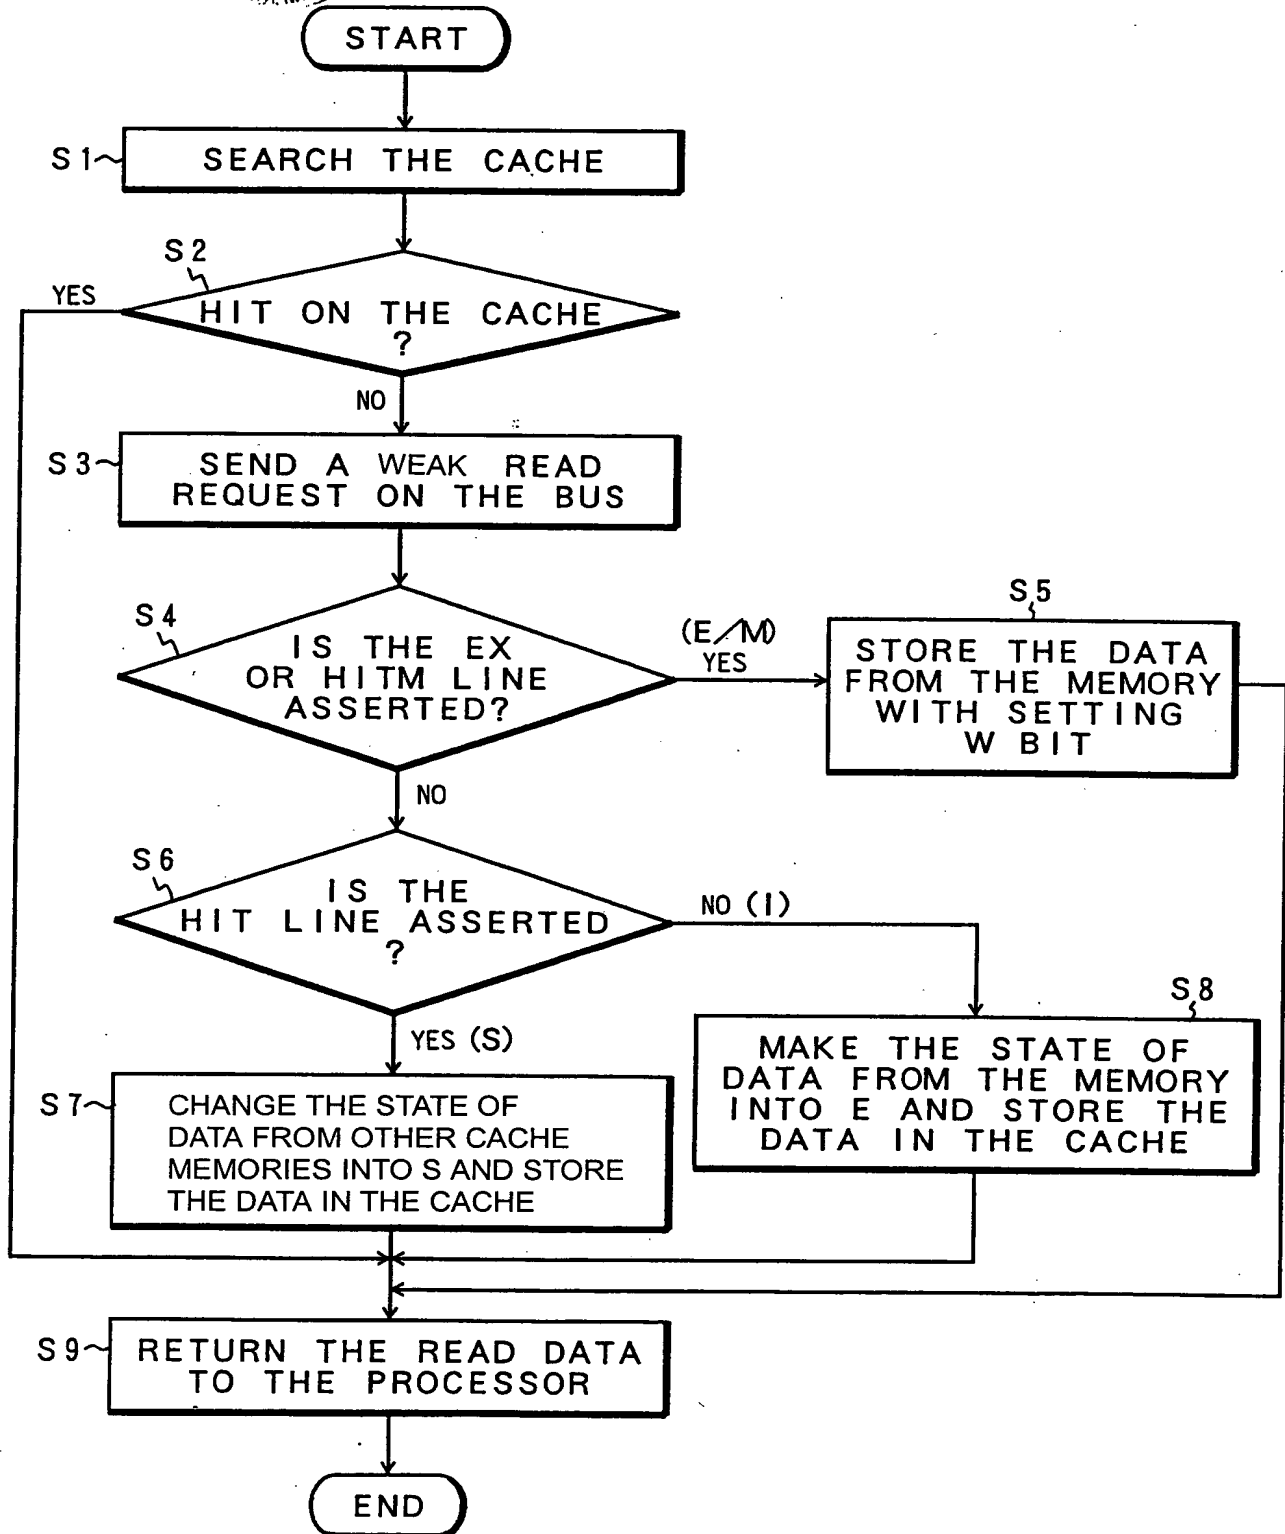 START
S1
SEARCH THE CACHE
S2
YES
HIT ON THE CACHE
?
NO
S3
SEND A WEAK READ
REQUEST ON THE BUS
S4
IS THE EX
OR HITM LINE
ASSERTED?
(E/M)
YES
S5
STORE THE DATA
FROM THE MEMORY
WITH SETTING
W BIT
NO
S6
IS THE
HIT LINE ASSERTED
?
NO (I)
YES (S)
S7
CHANGE THE STATE OF
DATA FROM OTHER CACHE
MEMORIES INTO S AND STORE
THE DATA IN THE CACHE
S8
MAKE THE STATE OF
DATA FROM THE MEMORY
INTO E AND STORE THE
DATA IN THE CACHE
S9
RETURN THE READ DATA
TO THE PROCESSOR
END